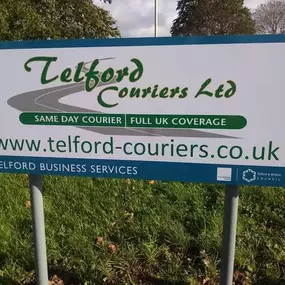 Telford
Couriers Ltd
SAME DAY COURIER | FULL UK COVERAGE
www.telford-couriers.co.uk
TELFORD BUSINESS SERVICES